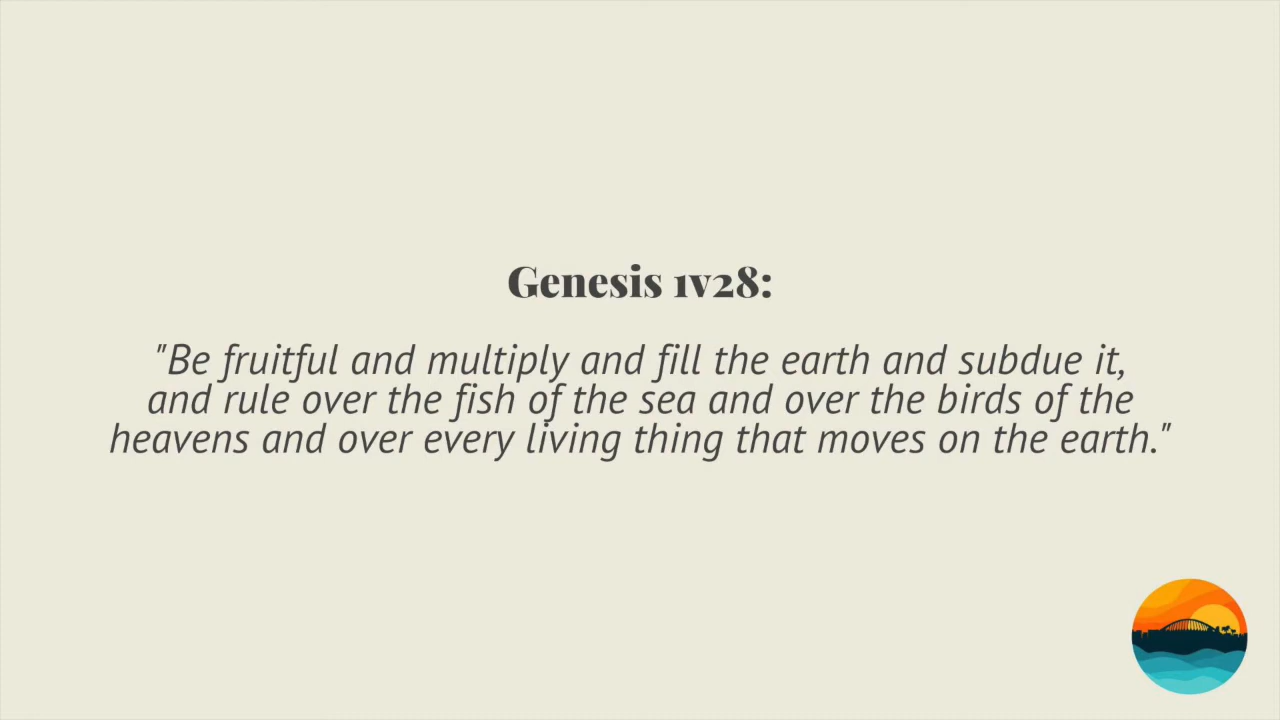 Genesis 1v28:
"Be fruitful and multiply and fill the earth and subdue it,
and rule over the fish of the sea and over the birds of the
heavens and over every living thing that moves on the earth."